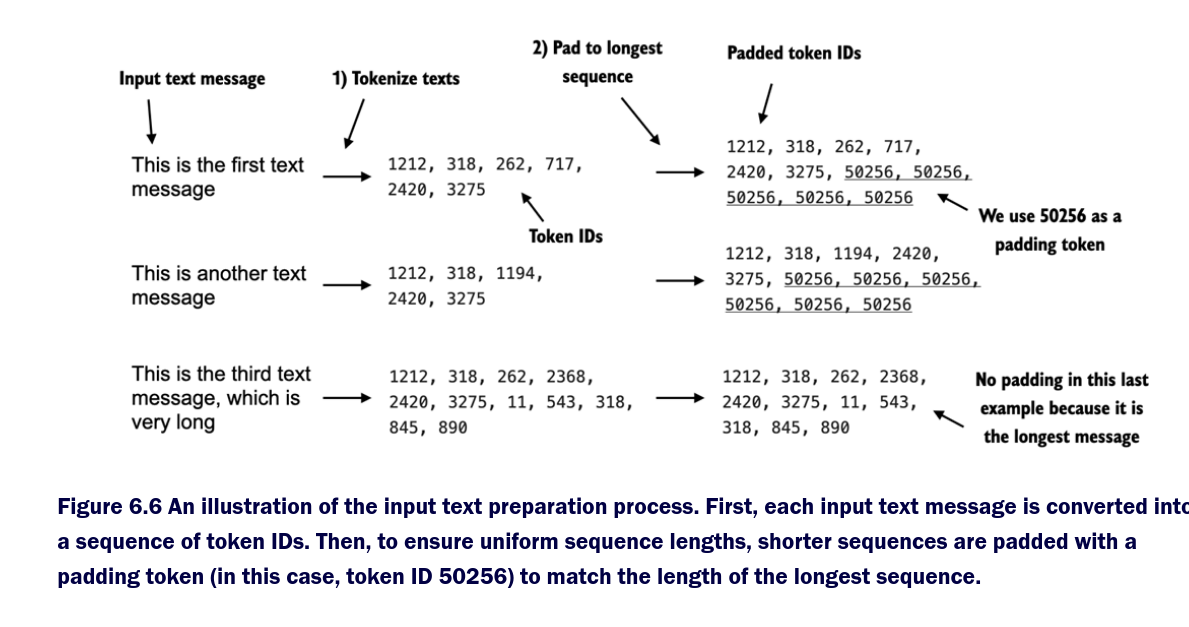 Input text message
1) Tokenize texts
2) Pad to longest
sequence
Padded token IDs
This is the first text
message
1212, 318, 262, 717,
2420, 3275
Token IDs
1212, 318, 262, 717,
2420, 3275, 50256, 50256,
50256, 50256, 50256
We use 50256 as a
padding token
This is another text
message
1212, 318, 1194,
2420, 3275
1212, 318, 1194, 2420,
3275, 50256, 50256, 50256,
50256, 50256, 50256
This is the third text
message, which is
very long
1212, 318, 262, 2368,
2420, 3275, 11, 543, 318,
845, 890
1212, 318, 262, 2368,
2420, 3275, 11, 543,
318, 845, 890
No padding in this last
example because it is
the longest message
Figure 6.6 An illustration of the input text preparation process. First, each input text message is converted into
a sequence of token IDs. Then, to ensure uniform sequence lengths, shorter sequences are padded with a
padding token (in this case, token ID 50256) to match the length of the longest sequence.